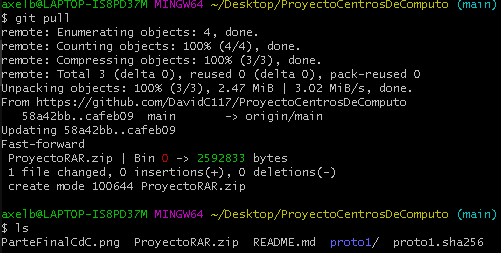 axelb@LAPTOP-IS8PD37M MINGW64 ~/Desktop/ProyectoCentrosDeComputo (main)
$ git pull
remote: Enumerating objects: 4, done.
remote: Counting objects: 100% (4/4), done.
remote: Compressing objects: 100% (3/3), done.
remote: Total 3 (delta 0), reused 0 (delta 0), pack-reused 0
Unpacking objects: 100% (3/3), 2.47 MiB | 3.02 MiB/s, done.
From https://github.com/DavidC117/ProyectoCentrosDeComputo
   58a42bb..cafeb09  main       -> origin/main
Updating 58a42bb..cafeb09
Fast-forward
 ProyectoRAR.zip | Bin 0 -> 2592833 bytes
 1 file changed, 0 insertions(+), 0 deletions(-)
 create mode 100644 ProyectoRAR.zip
axelb@LAPTOP-IS8PD37M MINGW64 ~/Desktop/ProyectoCentrosDeComputo (main)
$ ls
ParteFinalCdC.png  ProyectoRAR.zip  README.md  proto1/  proto1.sha256